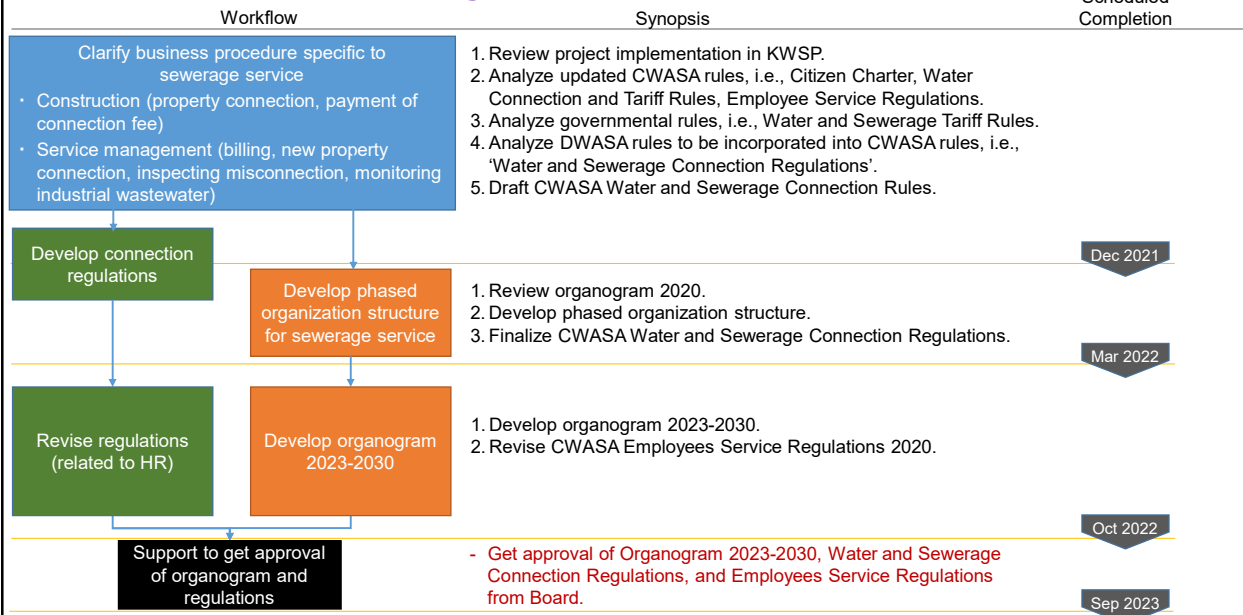 Scheduled
Workflow
Synopsis
Completion
Clarify business procedure specific to
sewerage service
· Construction (property connection, payment of
connection fee)
· Service management (billing, new property
connection, inspecting misconnection, monitoring
industrial wastewater)
1. Review project implementation in KWSP.
2. Analyze updated CWASA rules, i.e., Citizen Charter, Water
Connection and Tariff Rules, Employee Service Regulations.
3. Analyze governmental rules, i.e., Water and Sewerage Tariff Rules.
4. Analyze DWASA rules to be incorporated into CWASA rules, i.e.,
‘Water and Sewerage Connection Regulations’.
5. Draft CWASA Water and Sewerage Connection Rules.
Develop connection
regulations
Dec 2021
Develop phased
organization structure
for sewerage service
1. Review organogram 2020.
2. Develop phased organization structure.
3. Finalize CWASA Water and Sewerage Connection Regulations.
Mar 2022
Revise regulations
(related to HR)
Develop organogram
2023-2030
1. Develop organogram 2023-2030.
2. Revise CWASA Employees Service Regulations 2020.
Oct 2022
Support to get approval
of organogram and
regulations
- Get approval of Organogram 2023-2030, Water and Sewerage
Connection Regulations, and Employees Service Regulations
from Board.
Sep 2023